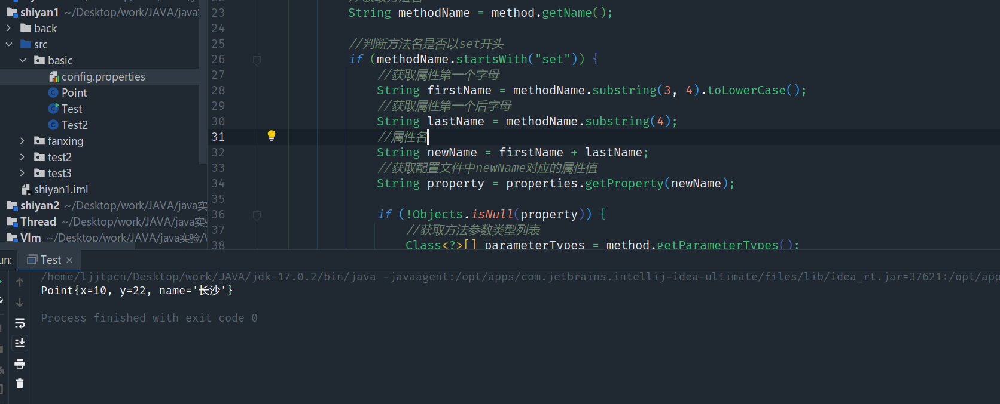 shiyan1 ~/Desktop/work/JAVA/java
back
src
basic
config.properties
Point
Test
Test2
fanxing
test2
test3
shiyan1.iml
shiyan2 ~/Desktop/work/JAVA/java实
Thread ~/Desktop/work/JAVA/java实
Vlm ~/Desktop/work/JAVA/java实验/
22 //获取方法名
23 String methodName = method.getName();
24
25 //判断方法名是否以set开头
26 if (methodName.startsWith("set")) {
27 //获取属性第一个字母
28 String firstName = methodName.substring(3, 4).toLowerCase();
29 //获取属性第一个后字母
30 String lastName = methodName.substring(4);
31 //属性名
32 String newName = firstName + lastName;
33 //获取配置文件中newName对应的属性值
34 String property = properties.getProperty(newName);
35
36 if (!Objects.isNull(property)) {
37 //获取方法参数类型列表
38 Class<?>[] parameterTypes = method.getParameterTypes();
un: Test ×
/home/ljjtpcn/Desktop/work/JAVA/jdk-17.0.2/bin/java -javaagent:/opt/apps/com.jetbrains.intellij-idea-ultimate/files/lib/idea_rt.jar=37621:/opt/app
Point{x=10, y=22, name='长沙'}
Process finished with exit code 0